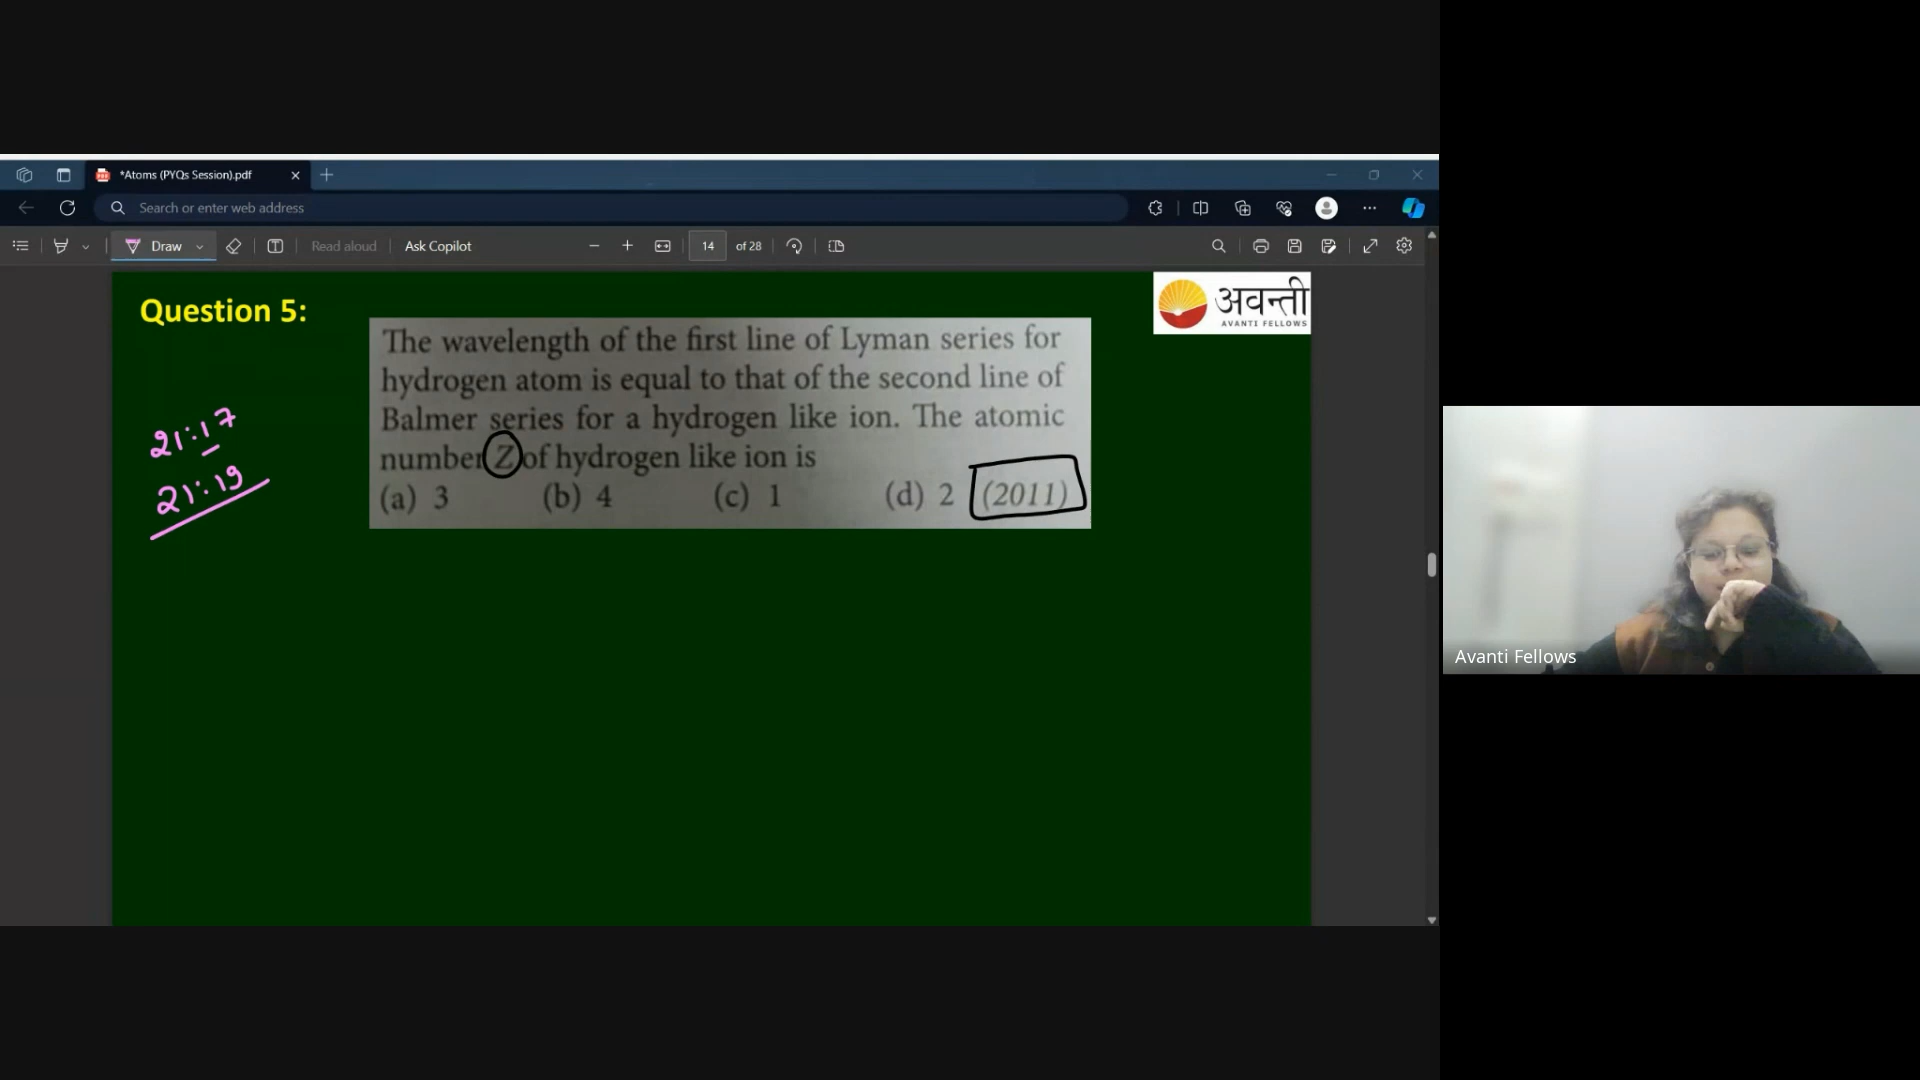 *Atoms (PYQs Session).pdf
Search or enter web address
Draw
Read aloud
Ask Copilot
14
of 28
Question 5:
अवन्ती
AVANTI FELLOWS
The wavelength of the first line of Lyman series for
hydrogen atom is equal to that of the second line of
Balmer series for a hydrogen like ion. The atomic
number Z of hydrogen like ion is
(a) 3 (b) 4 (c) 1 (d) 2 (2011)
21:17
21:19
Avanti Fellows